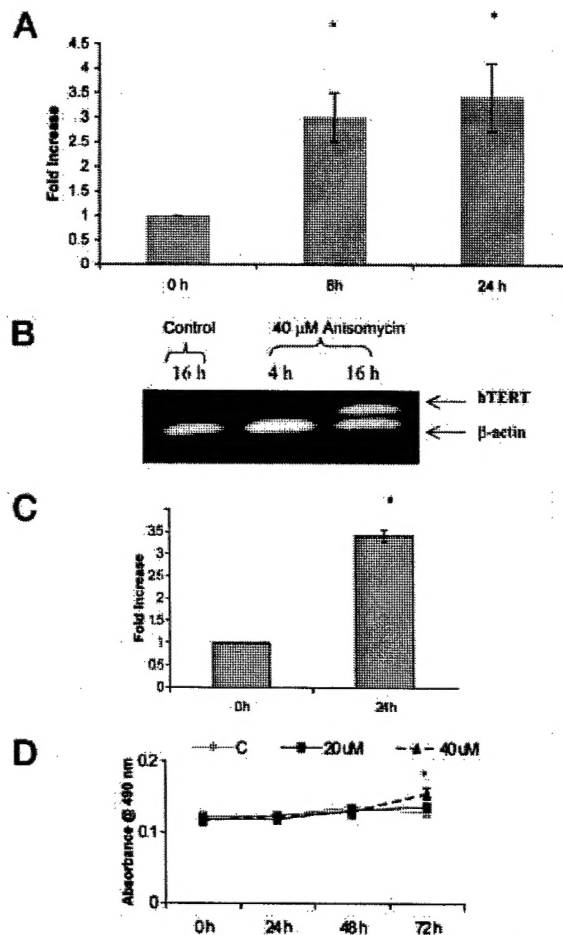 A
*
*
Fold Increase
4.5
4
3.5
3
2.5
2
1.5
1
0.5
0
0 h
8h
24 h
B
Control
40 µM Anisomycin
16 h
4 h
16 h
hTERT
β-actin
C
*
Fold Increase
3.5
3
2.5
2
1.5
1
0.5
0
0h
24h
D
C
20uM
40uM
*
Absorbance @ 490 nm
0.2
0.1
0
0h
24h
48h
72h